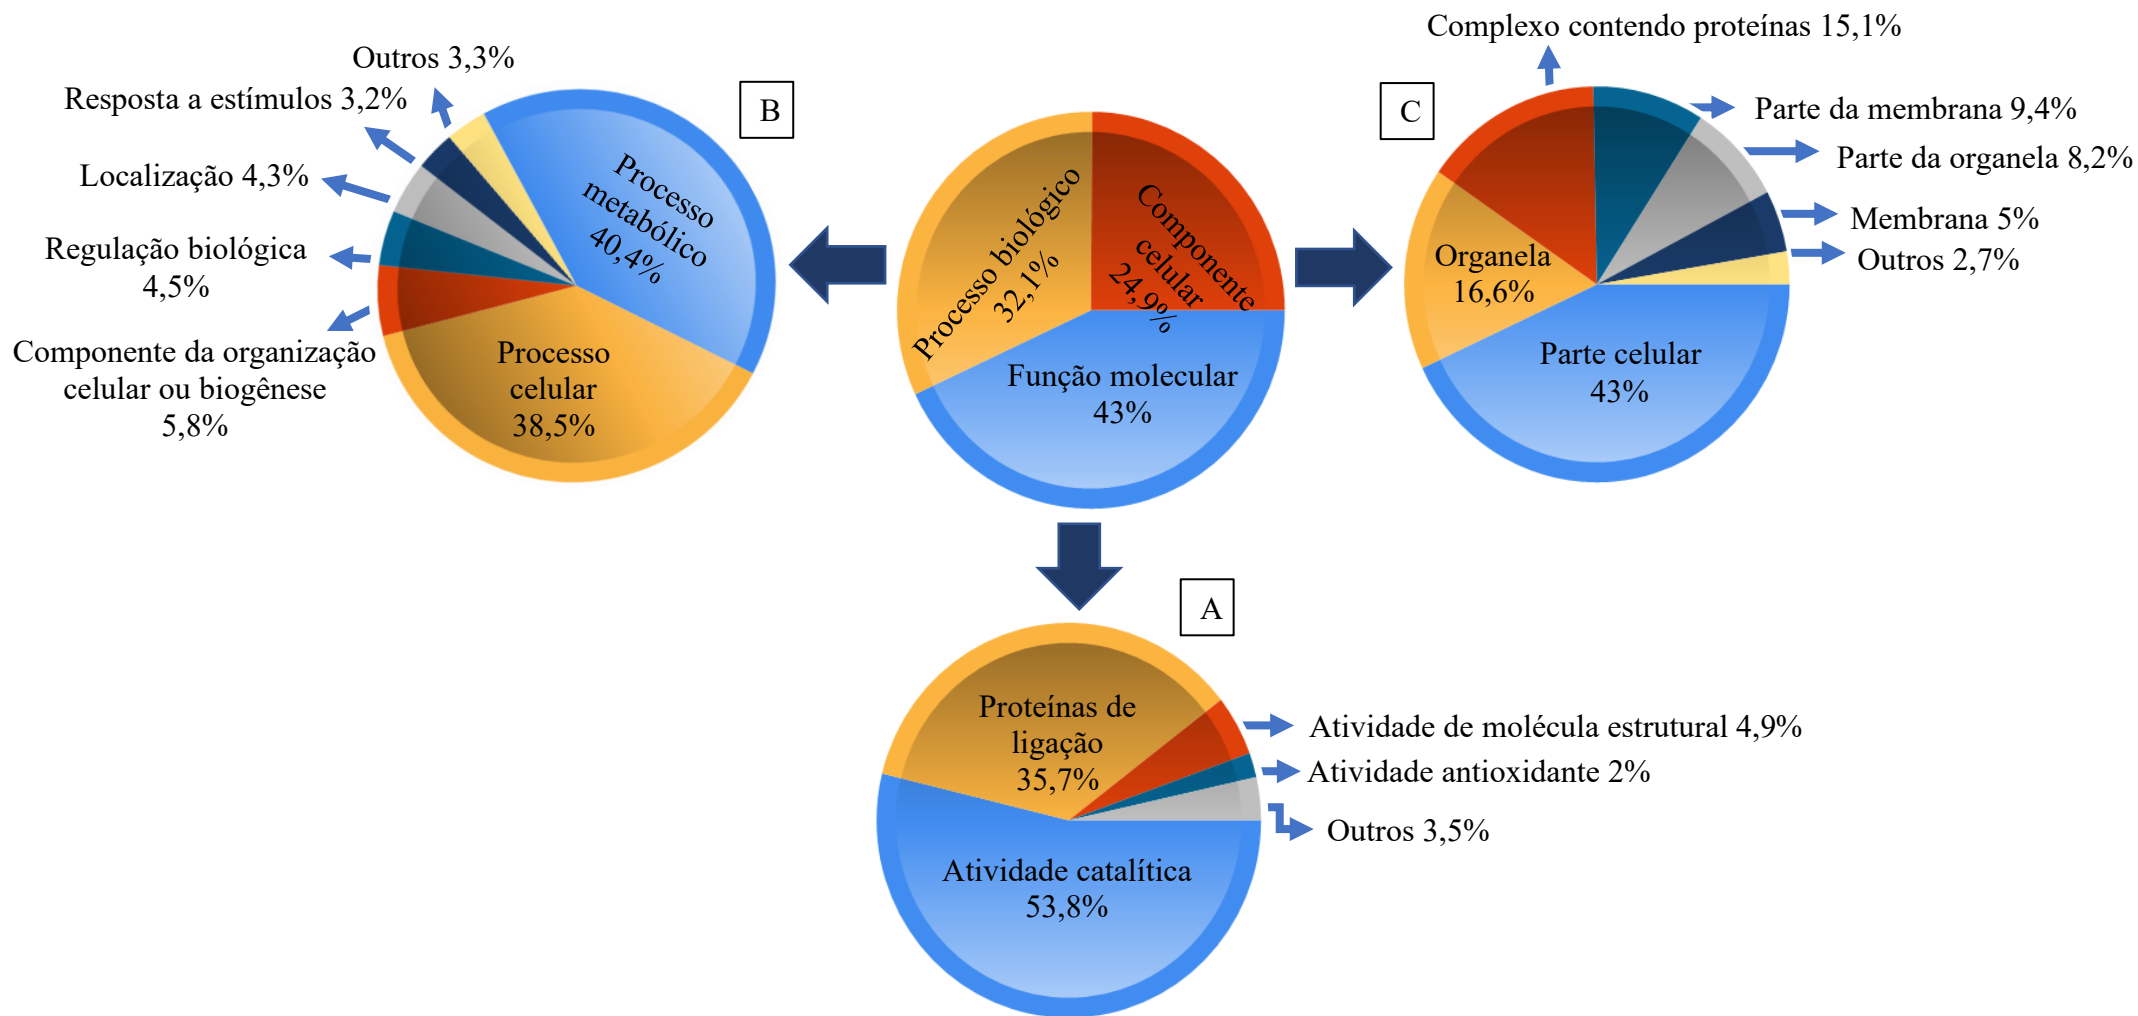 Outros 3,3%
Resposta a estímulos 3,2%
Localização 4,3%
Regulação biológica
4,5%
Componente da organização
celular ou biogênese
5,8%
Processo
metabólico
40,4%
Processo
celular
38,5%
B
Processo biológico
32,1%
Componente
celular
24,9%
Função molecular
43%
C
Complexo contendo proteínas 15,1%
Parte da membrana 9,4%
Parte da organela 8,2%
Membrana 5%
Outros 2,7%
Organela
16,6%
Parte celular
43%
A
Proteínas de
ligação
35,7%
Atividade de molécula estrutural 4,9%
Atividade antioxidante 2%
Outros 3,5%
Atividade catalítica
53,8%